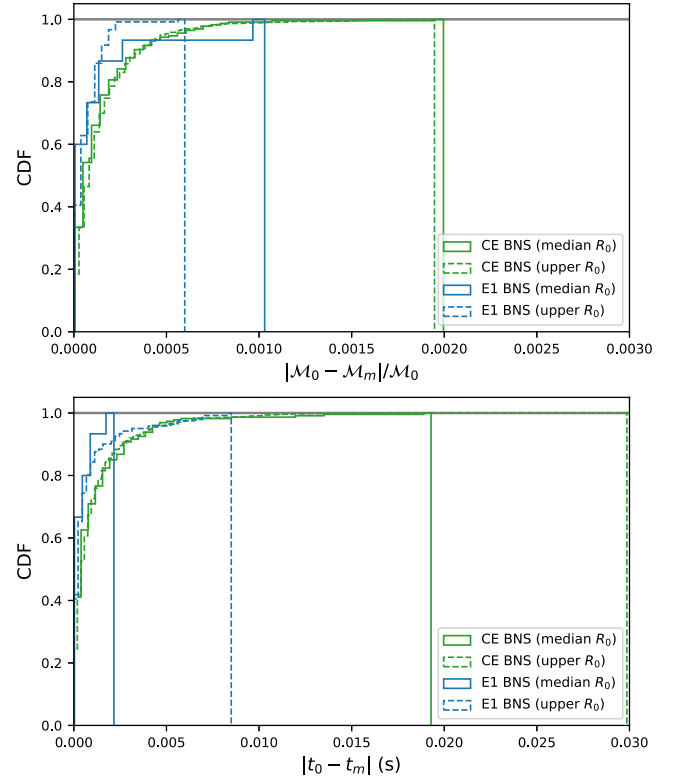 1.0
0.8
CDF
0.6
0.4
0.2
0.0
CE BNS (median R₀)
CE BNS (upper R₀)
E1 BNS (median R₀)
E1 BNS (upper R₀)
0.0000 0.0005 0.0010 0.0015 0.0020 0.0025 0.0030
|ℳ₀ − ℳₘ|/ℳ₀
1.0
0.8
CDF
0.6
0.4
0.2
0.0
CE BNS (median R₀)
CE BNS (upper R₀)
E1 BNS (median R₀)
E1 BNS (upper R₀)
0.000 0.005 0.010 0.015 0.020 0.025 0.030
|t₀ − tₘ| (s)